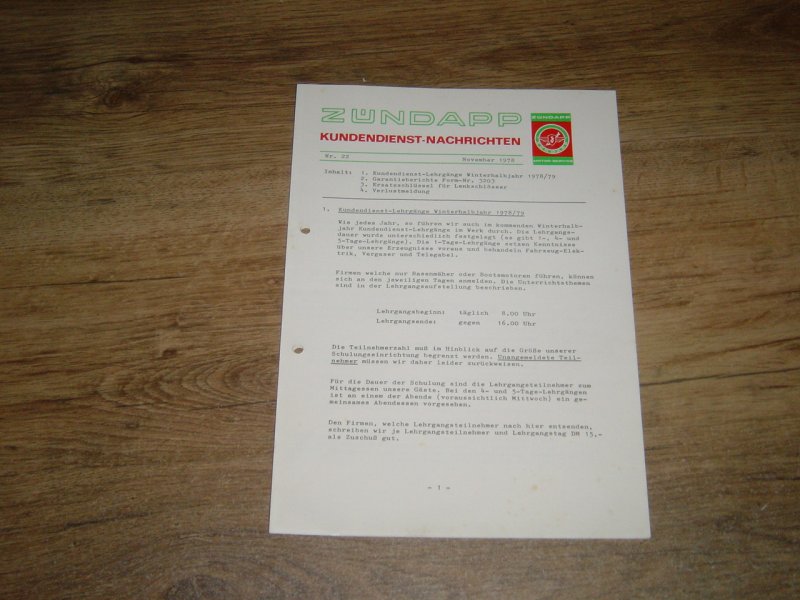 ZÜNDAPP
KUNDENDIENST-NACHRICHTEN
ZÜNDAPP
Nr. 22 November 1978
Inhalt: 1. Kundendienst-Lehrgänge Winterhalbjahr 1978/79
2. Garantieberichte Form-Nr. 3203
3. Ersatzschlüssel für Lenkschlösser
4. Verlustmeldung
1. Kundendienst-Lehrgänge Winterhalbjahr 1978/79
Wie jedes Jahr, so führen wir auch im kommenden Winterhalb-
jahr Kundendienst-Lehrgänge im Werk durch. Die Lehrgangs-
dauer wurde unterschiedlich festgelegt (es gibt 1-, 4- und
5-Tage-Lehrgänge). Die 1-Tage-Lehrgänge setzen Kenntnisse
über unsere Erzeugnisse voraus und behandeln Fahrzeug-Elek-
trik, Vergaser und Telegabel.
Firmen welche nur Rasenmäher oder Bootsmotoren führen, können
sich an den jeweiligen Tagen anmelden. Die Unterrichtsthemen
sind in der Lehrgangsaufstellung beschrieben.
Lehrgangsbeginn: täglich 8.00 Uhr
Lehrgangsende: gegen 16.00 Uhr
Die Teilnehmerzahl muß im Hinblick auf die Größe unserer
Schulungseinrichtung begrenzt werden. Unangemeldete Teil-
nehmer müssen wir daher leider zurückweisen.
Für die Dauer der Schulung sind die Lehrgangsteilnehmer zum
Mittagessen unsere Gäste. Bei den 4- und 5-Tage-Lehrgängen
ist an einem der Abende (voraussichtlich Mittwoch) ein ge-
meinsames Abendessen vorgesehen.
Den Firmen, welche Lehrgangsteilnehmer nach hier entsenden,
schreiben wir je Lehrgangsteilnehmer und Lehrgangstag DM 15,-
als Zuschuß gut.
- 1 -